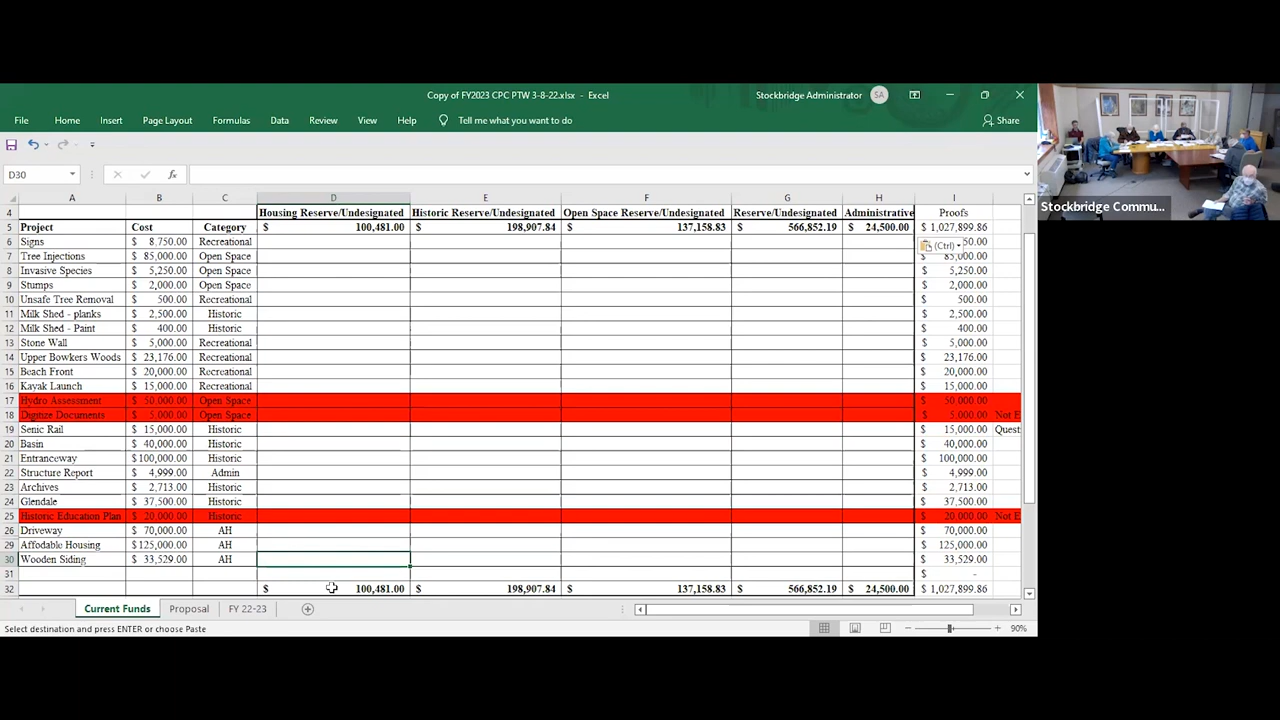 Copy of FY2023 CPC PTW 3-8-22.xlsx - Excel
Stockbridge Administrator SA
File Home Insert Page Layout Formulas Data Review View Help Tell me what you want to do Share
D30 fx
A B C D E F G H I
4 Housing Reserve/Undesignated Historic Reserve/Undesignated Open Space Reserve/Undesignated Reserve/Undesignated Administrative Proofs
5 Project Cost Category $ 100,481.00 $ 198,907.84 $ 137,158.83 $ 566,852.19 $ 24,500.00 $ 1,027,899.86
6 Signs $ 8,750.00 Recreational 50.00
(Ctrl)
7 Tree Injections $ 85,000.00 Open Space $ 85,000.00
8 Invasive Species $ 5,250.00 Open Space $ 5,250.00
9 Stumps $ 2,000.00 Open Space $ 2,000.00
10 Unsafe Tree Removal $ 500.00 Recreational $ 500.00
11 Milk Shed - planks $ 2,500.00 Historic $ 2,500.00
12 Milk Shed - Paint $ 400.00 Historic $ 400.00
13 Stone Wall $ 5,000.00 Recreational $ 5,000.00
14 Upper Bowkers Woods $ 23,176.00 Recreational $ 23,176.00
15 Beach Front $ 20,000.00 Recreational $ 20,000.00
16 Kayak Launch $ 15,000.00 Recreational $ 15,000.00
17 Hydro Assessment $ 50,000.00 Open Space $ 50,000.00
18 Digitize Documents $ 5,000.00 Open Space $ 5,000.00 Not E
19 Senic Rail $ 15,000.00 Historic $ 15,000.00 Quest
20 Basin $ 40,000.00 Historic $ 40,000.00
21 Entranceway $100,000.00 Historic $ 100,000.00
22 Structure Report $ 4,999.00 Admin $ 4,999.00
23 Archives $ 2,713.00 Historic $ 2,713.00
24 Glendale $ 37,500.00 Historic $ 37,500.00
25 Historic Education Plan $ 20,000.00 Historic $ 20,000.00 Not E
26 Driveway $ 70,000.00 AH $ 70,000.00
29 Affodable Housing $125,000.00 AH $ 125,000.00
30 Wooden Siding $ 33,529.00 AH $ 33,529.00
31 $ -
32 $ 100,481.00 $ 198,907.84 $ 137,158.83 $ 566,852.19 $ 24,500.00 $ 1,027,899.86
Current Funds Proposal FY 22-23
Select destination and press ENTER or choose Paste 90%
Stockbridge Commu...